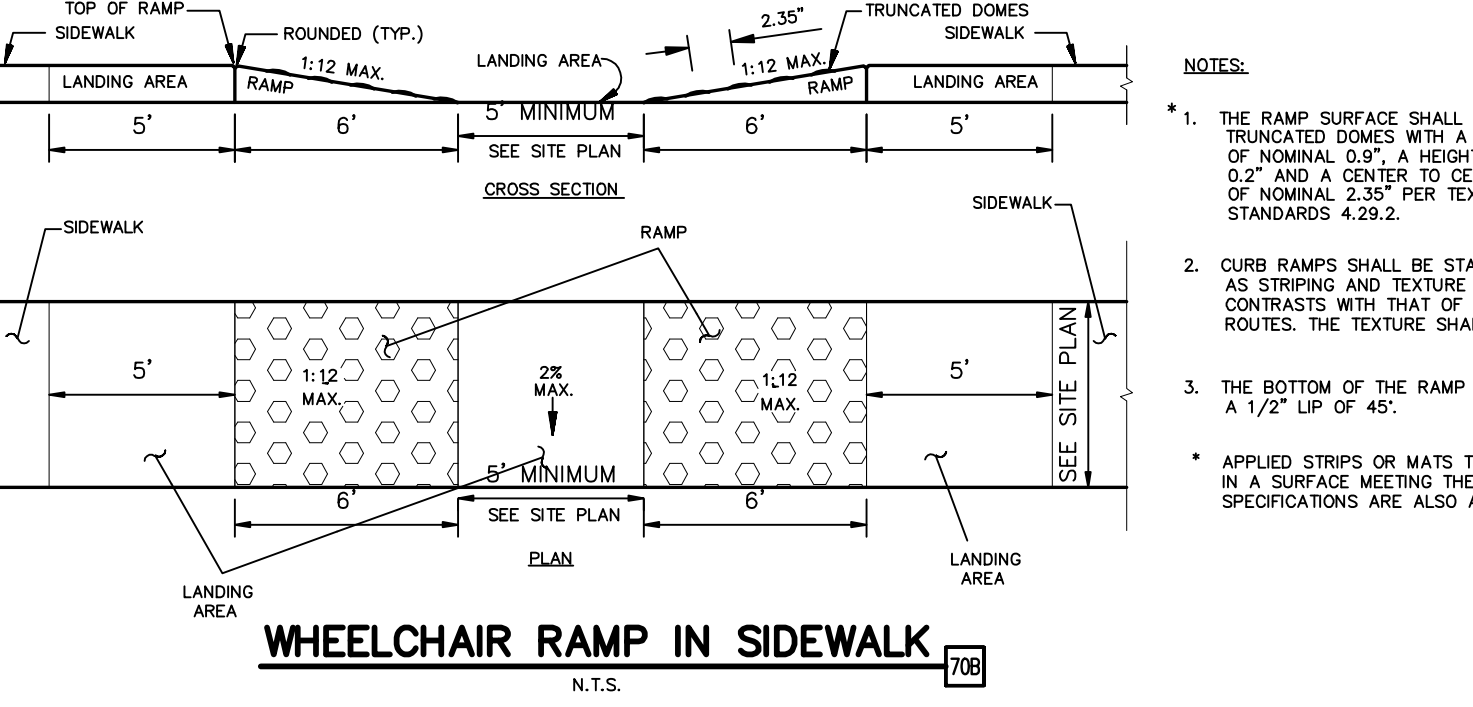 TOP OF RAMP
SIDEWALK
ROUNDED (TYP.)
1:12 MAX.
LANDING AREA
RAMP
LANDING AREA
2.35"
TRUNCATED DOMES
SIDEWALK
1:12 MAX.
RAMP
LANDING AREA
5'
6'
5' MINIMUM
6'
5'
SEE SITE PLAN
CROSS SECTION
SIDEWALK
RAMP
SIDEWALK
5'
1:12
MAX.
2%
MAX.
1:12
MAX.
5'
SEE SITE PLAN
5' MINIMUM
6'
6'
SEE SITE PLAN
PLAN
LANDING
AREA
LANDING
AREA
WHEELCHAIR RAMP IN SIDEWALK
70B
N.T.S.
NOTES:
* 1. THE RAMP SURFACE SHALL
TRUNCATED DOMES WITH A
OF NOMINAL 0.9", A HEIGH
0.2" AND A CENTER TO CE
OF NOMINAL 2.35" PER TEX
STANDARDS 4.29.2.
2. CURB RAMPS SHALL BE STA
AS STRIPING AND TEXTURE
CONTRASTS WITH THAT OF
ROUTES. THE TEXTURE SHA
3. THE BOTTOM OF THE RAMP
A 1/2" LIP OF 45°.
* APPLIED STRIPS OR MATS T
IN A SURFACE MEETING THE
SPECIFICATIONS ARE ALSO A